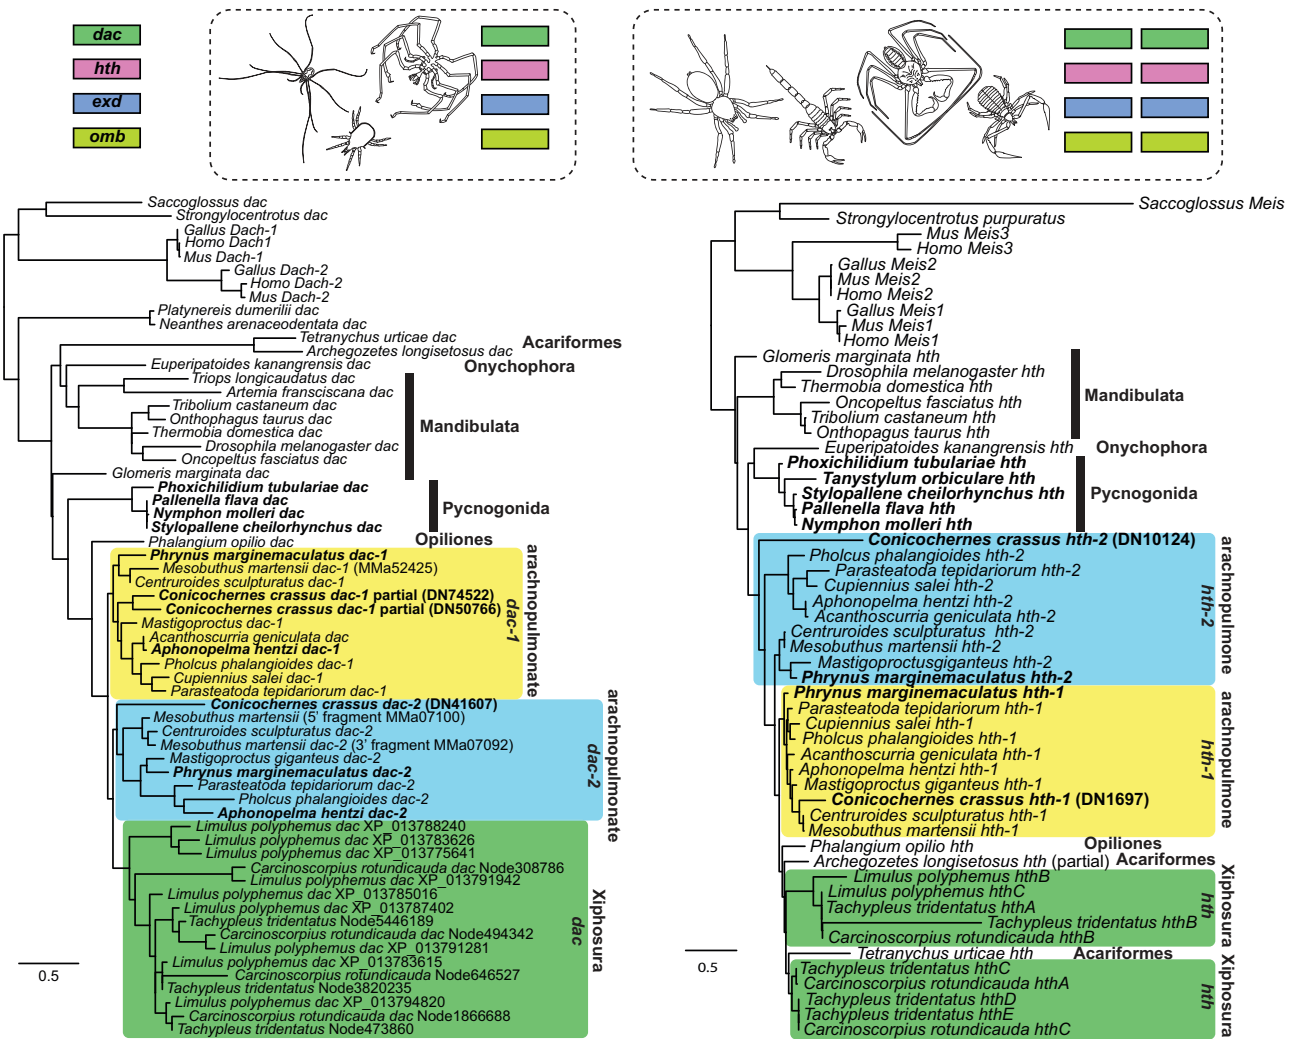 dac
hth
exd
omb
Saccoglossus dac
Strongylocentrotus dac
Gallus Dach-1
Homo Dach1
Mus Dach-1
Gallus Dach-2
Homo Dach-2
Mus Dach-2
Platynereis dumerilii dac
Neanthes arenaceodentata dac
Tetranychus urticae dac
Archegozetes longisetosus dac
Acariformes
Euperipatoides kanangrensis dac
Onychophora
Triops longicaudatus dac
Artemia fransciscana dac
Tribolium castaneum dac
Onthophagus taurus dac
Thermobia domestica dac
Drosophila melanogaster dac
Oncopeltus fasciatus dac
Mandibulata
Glomeris marginata dac
Phoxichilidium tubulariae dac
Pallenella flava dac
Nymphon molleri dac
Stylopallene cheilorhynchus dac
Pycnogonida
Phalangium opilio dac
Opiliones
Phrynus marginemaculatus dac-1
Mesobuthus martensii dac-1 (MMa52425)
Centruroides sculpturatus dac-1
Conicochernes crassus dac-1 partial (DN74522)
Conicochernes crassus dac-1 partial (DN50766)
Mastigoproctus dac-1
Acanthoscurria geniculata dac
Aphonopelma hentzi dac-1
Pholcus phalangioides dac-1
Cupiennius salei dac-1
Parasteatoda tepidariorum dac-1
dac-1
arachnopulmonate
Conicochernes crassus dac-2 (DN41607)
Mesobuthus martensii (5' fragment MMa07100)
Centruroides sculpturatus dac-2
Mesobuthus martensii dac-2 (3' fragment MMa07092)
Mastigoproctus giganteus dac-2
Phrynus marginemaculatus dac-2
Parasteatoda tepidariorum dac-2
Pholcus phalangioides dac-2
Aphonopelma hentzi dac-2
dac-2
arachnopulmonate
Limulus polyphemus dac XP_013788240
Limulus polyphemus dac XP_013783626
Limulus polyphemus dac XP_013775641
Carcinoscorpius rotundicauda dac Node308786
Limulus polyphemus dac XP_013791942
Limulus polyphemus dac XP_013785016
Limulus polyphemus dac XP_013787402
Tachypleus tridentatus Node5446189
Carcinoscorpius rotundicauda dac Node494342
Limulus polyphemus dac XP_013791281
Limulus polyphemus dac XP_013783615
Carcinoscorpius rotundicauda Node646527
Tachypleus tridentatus Node3820235
Limulus polyphemus dac XP_013794820
Carcinoscorpius rotundicauda dac Node1866688
Tachypleus tridentatus Node473860
dac
Xiphosura
0.5
Saccoglossus Meis
Strongylocentrotus purpuratus
Mus Meis3
Homo Meis3
Gallus Meis2
Mus Meis2
Homo Meis2
Gallus Meis1
Mus Meis1
Homo Meis1
Glomeris marginata hth
Drosophila melanogaster hth
Thermobia domestica hth
Oncopeltus fasciatus hth
Tribolium castaneum hth
Onthopagus taurus hth
Mandibulata
Euperipatoides kanangrensis hth
Onychophora
Phoxichilidium tubulariae hth
Tanystylum orbiculare hth
Stylopallene cheilorhynchus hth
Pallenella flava hth
Nymphon molleri hth
Pycnogonida
Conicochernes crassus hth-2 (DN10124)
Pholcus phalangioides hth-2
Parasteatoda tepidariorum hth-2
Cupiennius salei hth-2
Aphonopelma hentzi hth-2
Acanthoscurria geniculata hth-2
Centruroides sculpturatus hth-2
Mesobuthus martensii hth-2
Mastigoproctusgiganteus hth-2
Phrynus marginemaculatus hth-2
hth-2
arachnopulmone
Phrynus marginemaculatus hth-1
Parasteatoda tepidariorum hth-1
Cupiennius salei hth-1
Pholcus phalangioides hth-1
Acanthoscurria geniculata hth-1
Aphonopelma hentzi hth-1
Mastigoproctus giganteus hth-1
Conicochernes crassus hth-1 (DN1697)
Centruroides sculpturatus hth-1
Mesobuthus martensii hth-1
hth-1
arachnopulmone
Phalangium opilio hth
Opiliones
Archegozetes longisetosus hth (partial)
Acariformes
Limulus polyphemus hthB
Limulus polyphemus hthC
Tachypleus tridentatus hthA
Tachypleus tridentatus hthB
Carcinoscorpius rotundicauda hthB
hth
Xiphosura
Tetranychus urticae hth
Acariformes
Tachypleus tridentatus hthC
Carcinoscorpius rotundicauda hthA
Tachypleus tridentatus hthD
Tachypleus tridentatus hthE
Carcinoscorpius rotundicauda hthC
hth
Xiphosura
0.5